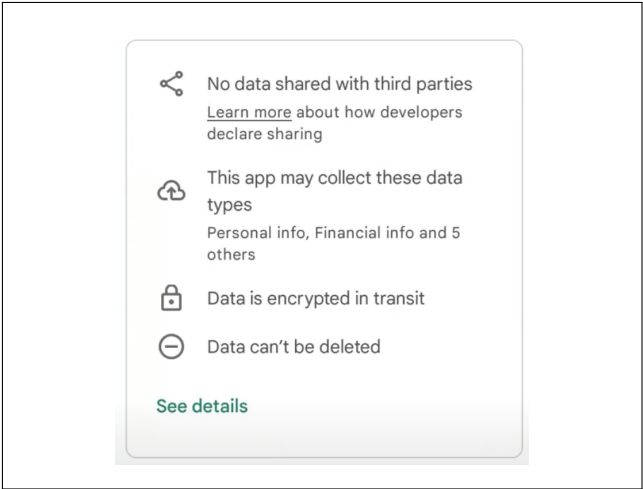 No data shared with third parties
Learn more about how developers
declare sharing
This app may collect these data
types
Personal info, Financial info and 5
others
Data is encrypted in transit
Data can’t be deleted
See details